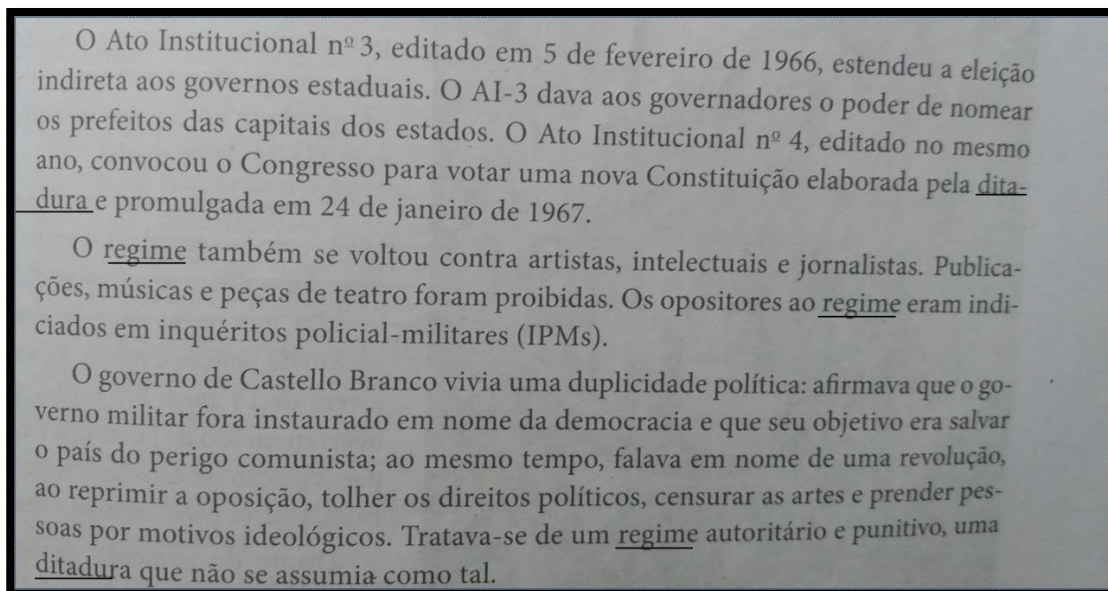 O Ato Institucional nº 3, editado em 5 de fevereiro de 1966, estendeu a eleição
indireta aos governos estaduais. O AI-3 dava aos governadores o poder de nomear
os prefeitos das capitais dos estados. O Ato Institucional nº 4, editado no mesmo
ano, convocou o Congresso para votar uma nova Constituição elaborada pela dita-
dura e promulgada em 24 de janeiro de 1967.
O regime também se voltou contra artistas, intelectuais e jornalistas. Publica-
ções, músicas e peças de teatro foram proibidas. Os opositores ao regime eram indi-
ciados em inquéritos policial-militares (IPMs).
O governo de Castello Branco vivia uma duplicidade política: afirmava que o go-
verno militar fora instaurado em nome da democracia e que seu objetivo era salvar
o país do perigo comunista; ao mesmo tempo, falava em nome de uma revolução,
ao reprimir a oposição, tolher os direitos políticos, censurar as artes e prender pes-
soas por motivos ideológicos. Tratava-se de um regime autoritário e punitivo, uma
ditadura que não se assumia como tal.